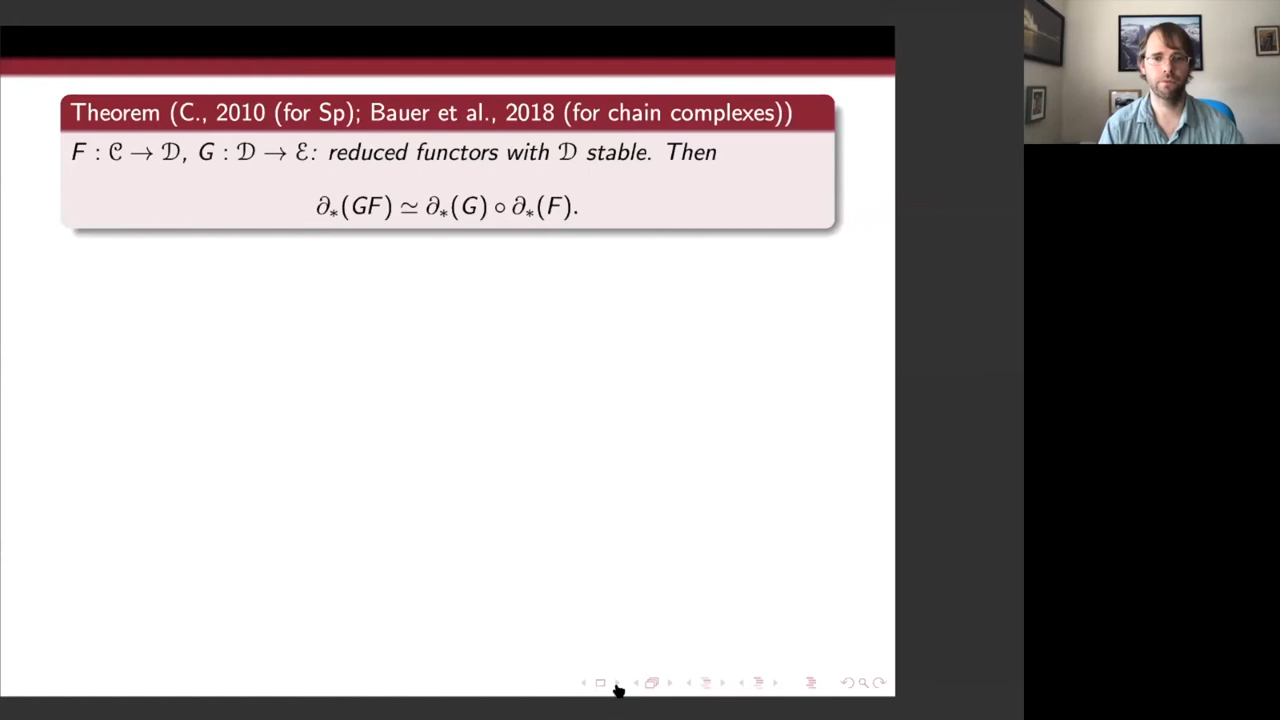 Theorem (C., 2010 (for Sp); Bauer et al., 2018 (for chain complexes))
F : 𝒞 → 𝒟, G : 𝒟 → ℰ: reduced functors with 𝒟 stable. Then
∂∗(GF) ≃ ∂∗(G) ∘ ∂∗(F).